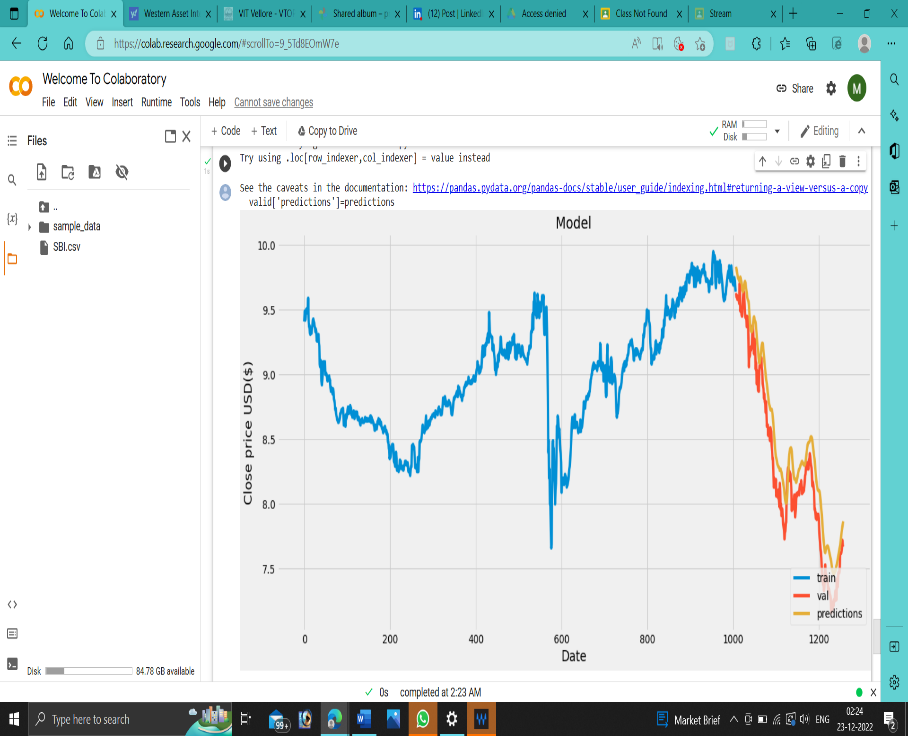 Welcome To Colab
Western Asset Int
VIT Vellore - VTOP
Shared album - p
(12) Post | LinkedI
Access denied
Class Not Found
Stream
https://colab.research.google.com/#scrollTo=9_5Td8EOmW7e
Welcome To Colaboratory
File Edit View Insert Runtime Tools Help Cannot save changes
Share
M
Files
+ Code + Text Copy to Drive
RAM
Disk
Editing
..
sample_data
SBI.csv
1s
Try using .loc[row_indexer,col_indexer] = value instead
See the caveats in the documentation: https://pandas.pydata.org/pandas-docs/stable/user_guide/indexing.html#returning-a-view-versus-a-copy
valid['predictions']=predictions
Model
Close price USD($)
10.0
9.5
9.0
8.5
8.0
7.5
train
val
predictions
0 200 400 600 800 1000 1200
Date
Disk 84.78 GB available
0s completed at 2:23 AM
Type here to search
99+
Market Brief
ENG
02:24
23-12-2022
2